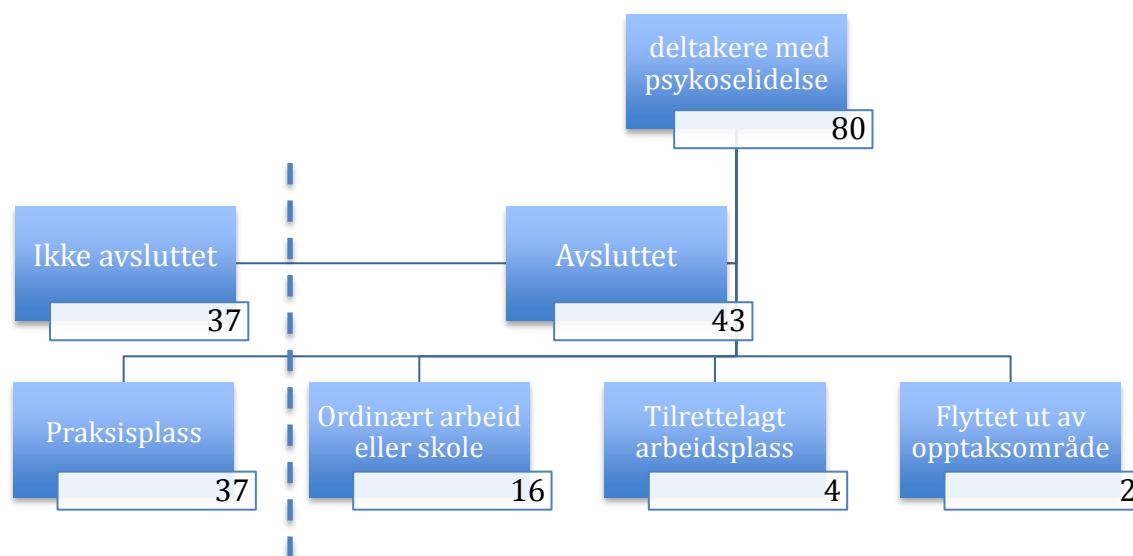 deltakere med
psykoselidelse
80
Ikke avsluttet
37
Avsluttet
43
Praksisplass
37
Ordinært arbeid
eller skole
16
Tilrettelagt
arbeidsplass
4
Flyttet ut av
opptaksområde
2